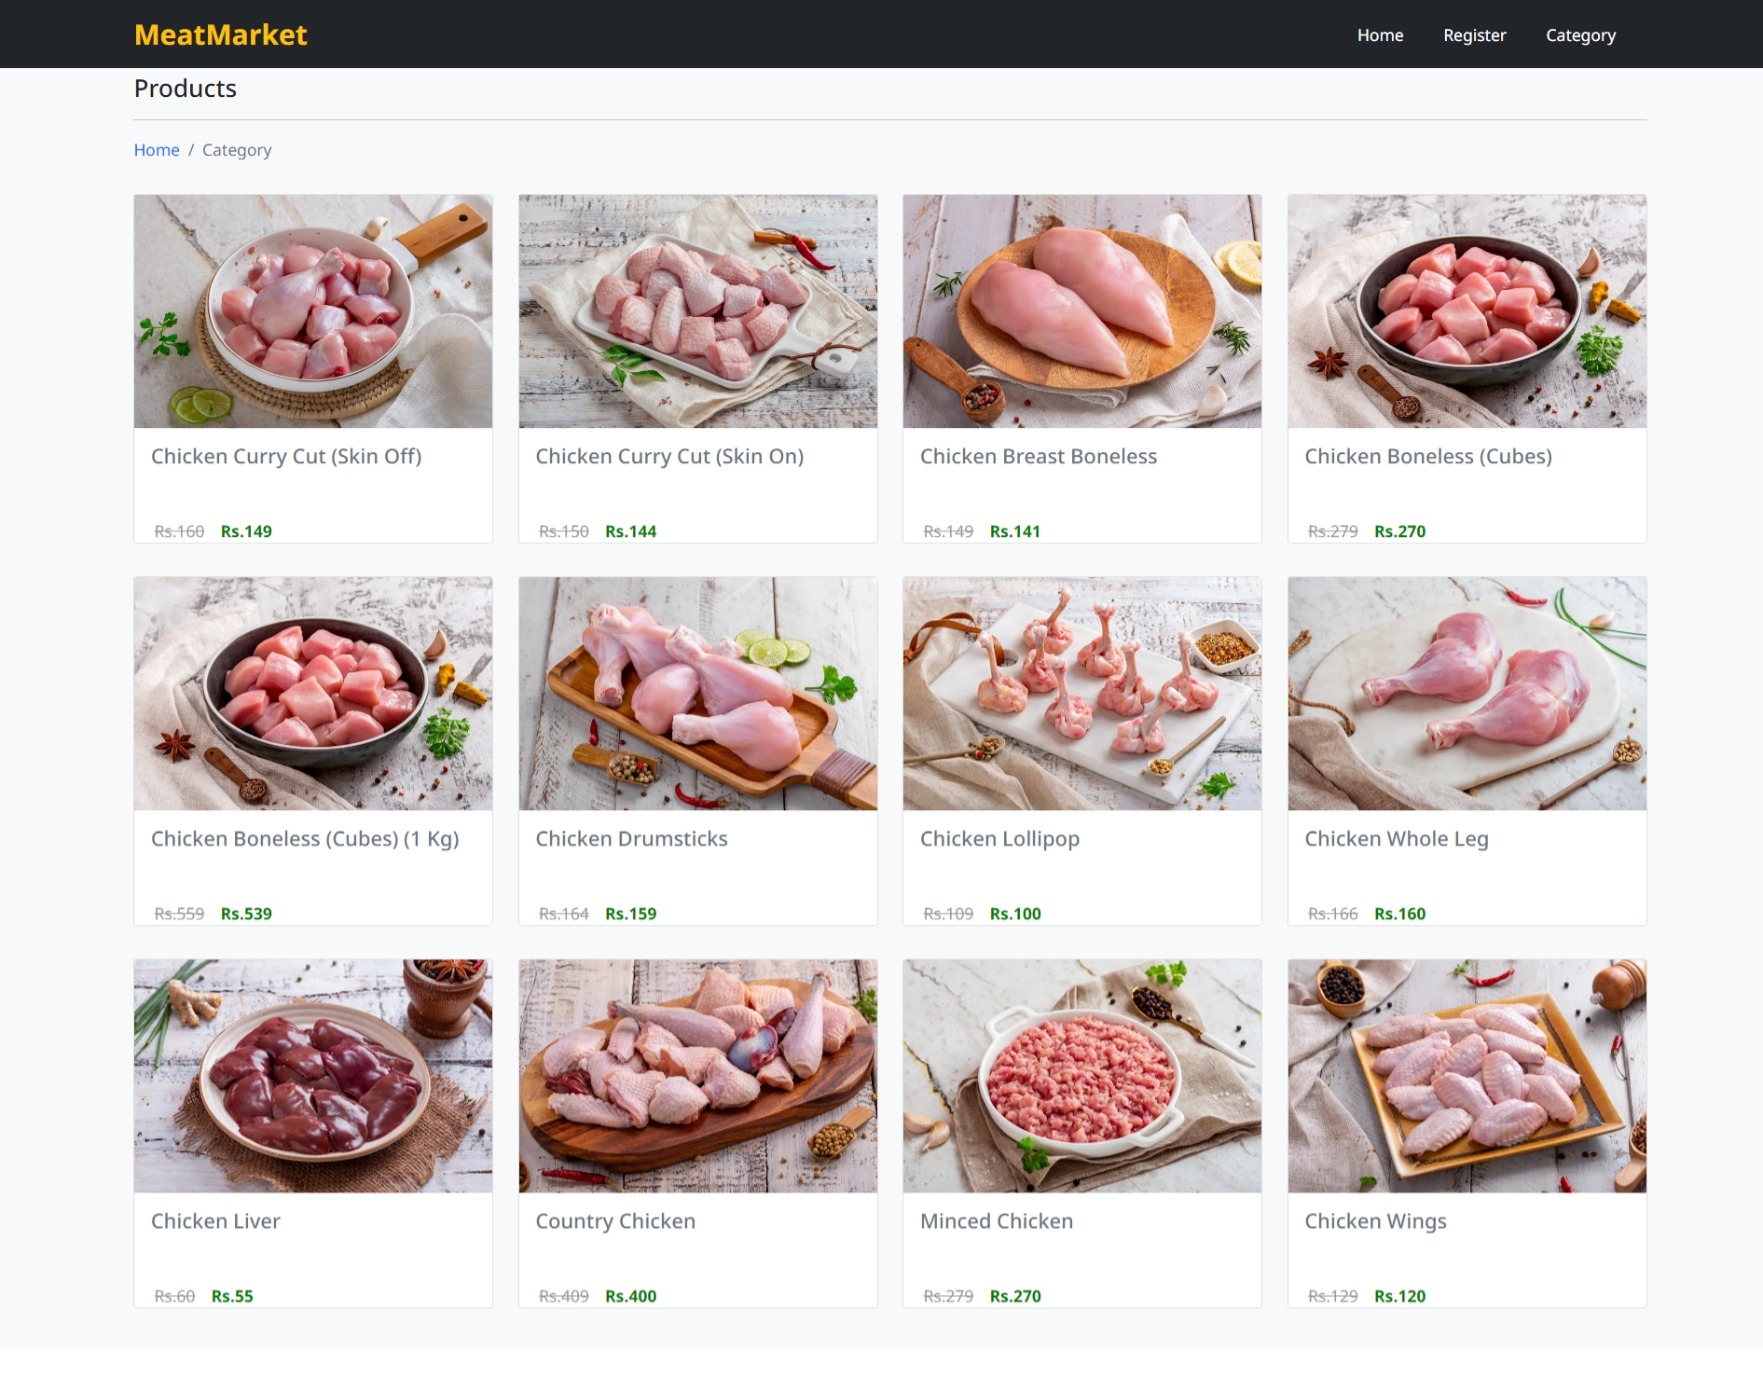 MeatMarket
Home Register Category
Products
Home / Category
Chicken Curry Cut (Skin Off)
Rs.160 Rs.149
Chicken Curry Cut (Skin On)
Rs.150 Rs.144
Chicken Breast Boneless
Rs.149 Rs.141
Chicken Boneless (Cubes)
Rs.279 Rs.270
Chicken Boneless (Cubes) (1 Kg)
Rs.559 Rs.539
Chicken Drumsticks
Rs.164 Rs.159
Chicken Lollipop
Rs.109 Rs.100
Chicken Whole Leg
Rs.166 Rs.160
Chicken Liver
Rs.60 Rs.55
Country Chicken
Rs.409 Rs.400
Minced Chicken
Rs.279 Rs.270
Chicken Wings
Rs.129 Rs.120